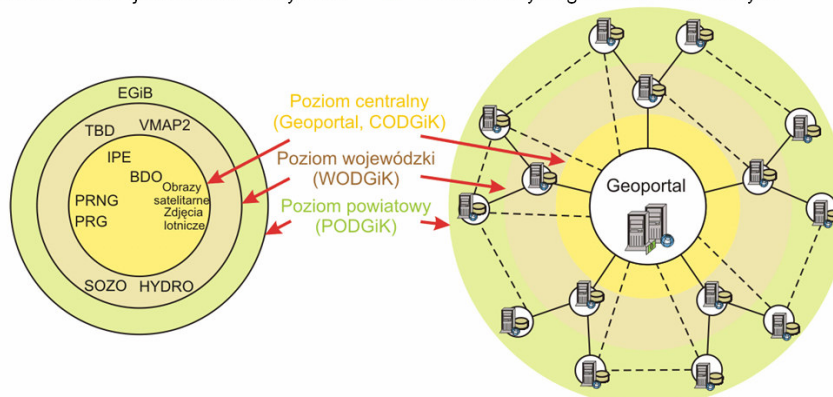 EGiB
TBD
VMAP2
IPE
BDO
Obrazy
satelitarne
Zdjęcia
lotnicze
PRNG
PRG
SOZO
HYDRO
Poziom centralny
(Geoportal, CODGiK)
Poziom wojewódzki
(WODGiK)
Poziom powiatowy
(PODGiK)
Geoportal